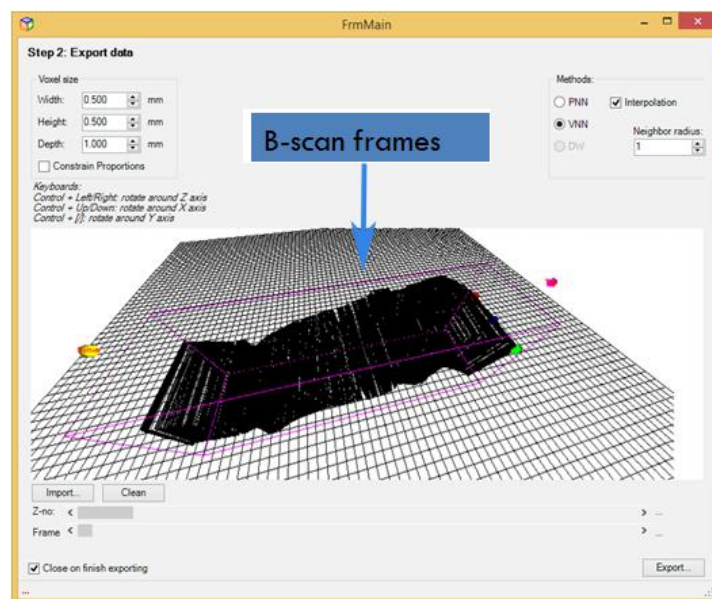 FrmMain
Step 2: Export data
Voxel size
Width: 0.500 mm
Height: 0.500 mm
Depth: 1.000 mm
Constrain Proportions
Methods:
PNN Interpolation
VNN Neighbor radius:
DW 1
B-scan frames
Keyboards:
Control + Left/Right: rotate around Z axis
Control + Up/Down: rotate around X axis
Control + [/]: rotate around Y axis
Import... Clean
Z-no: < > ...
Frame < > ...
Close on finish exporting Export...
...